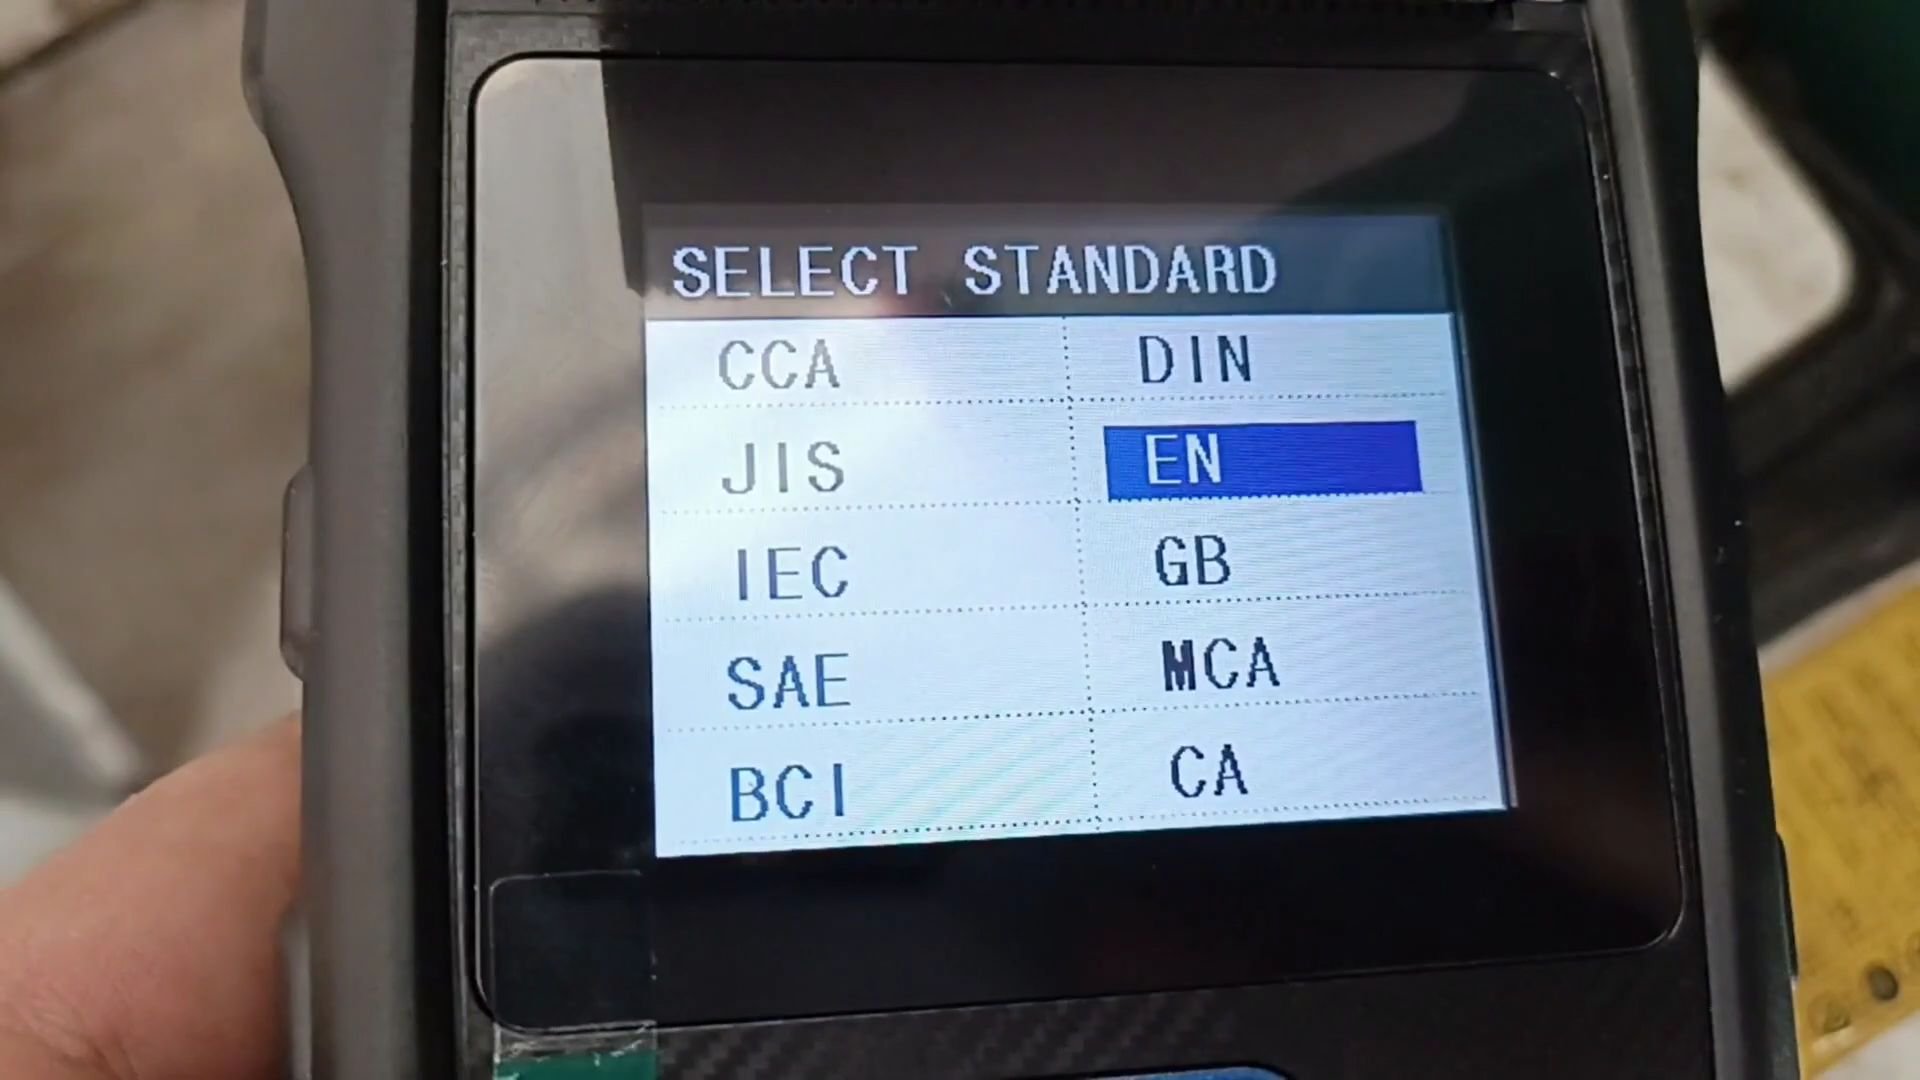 SELECT STANDARD
CCA DIN
JIS EN
IEC GB
SAE MCA
BCI CA